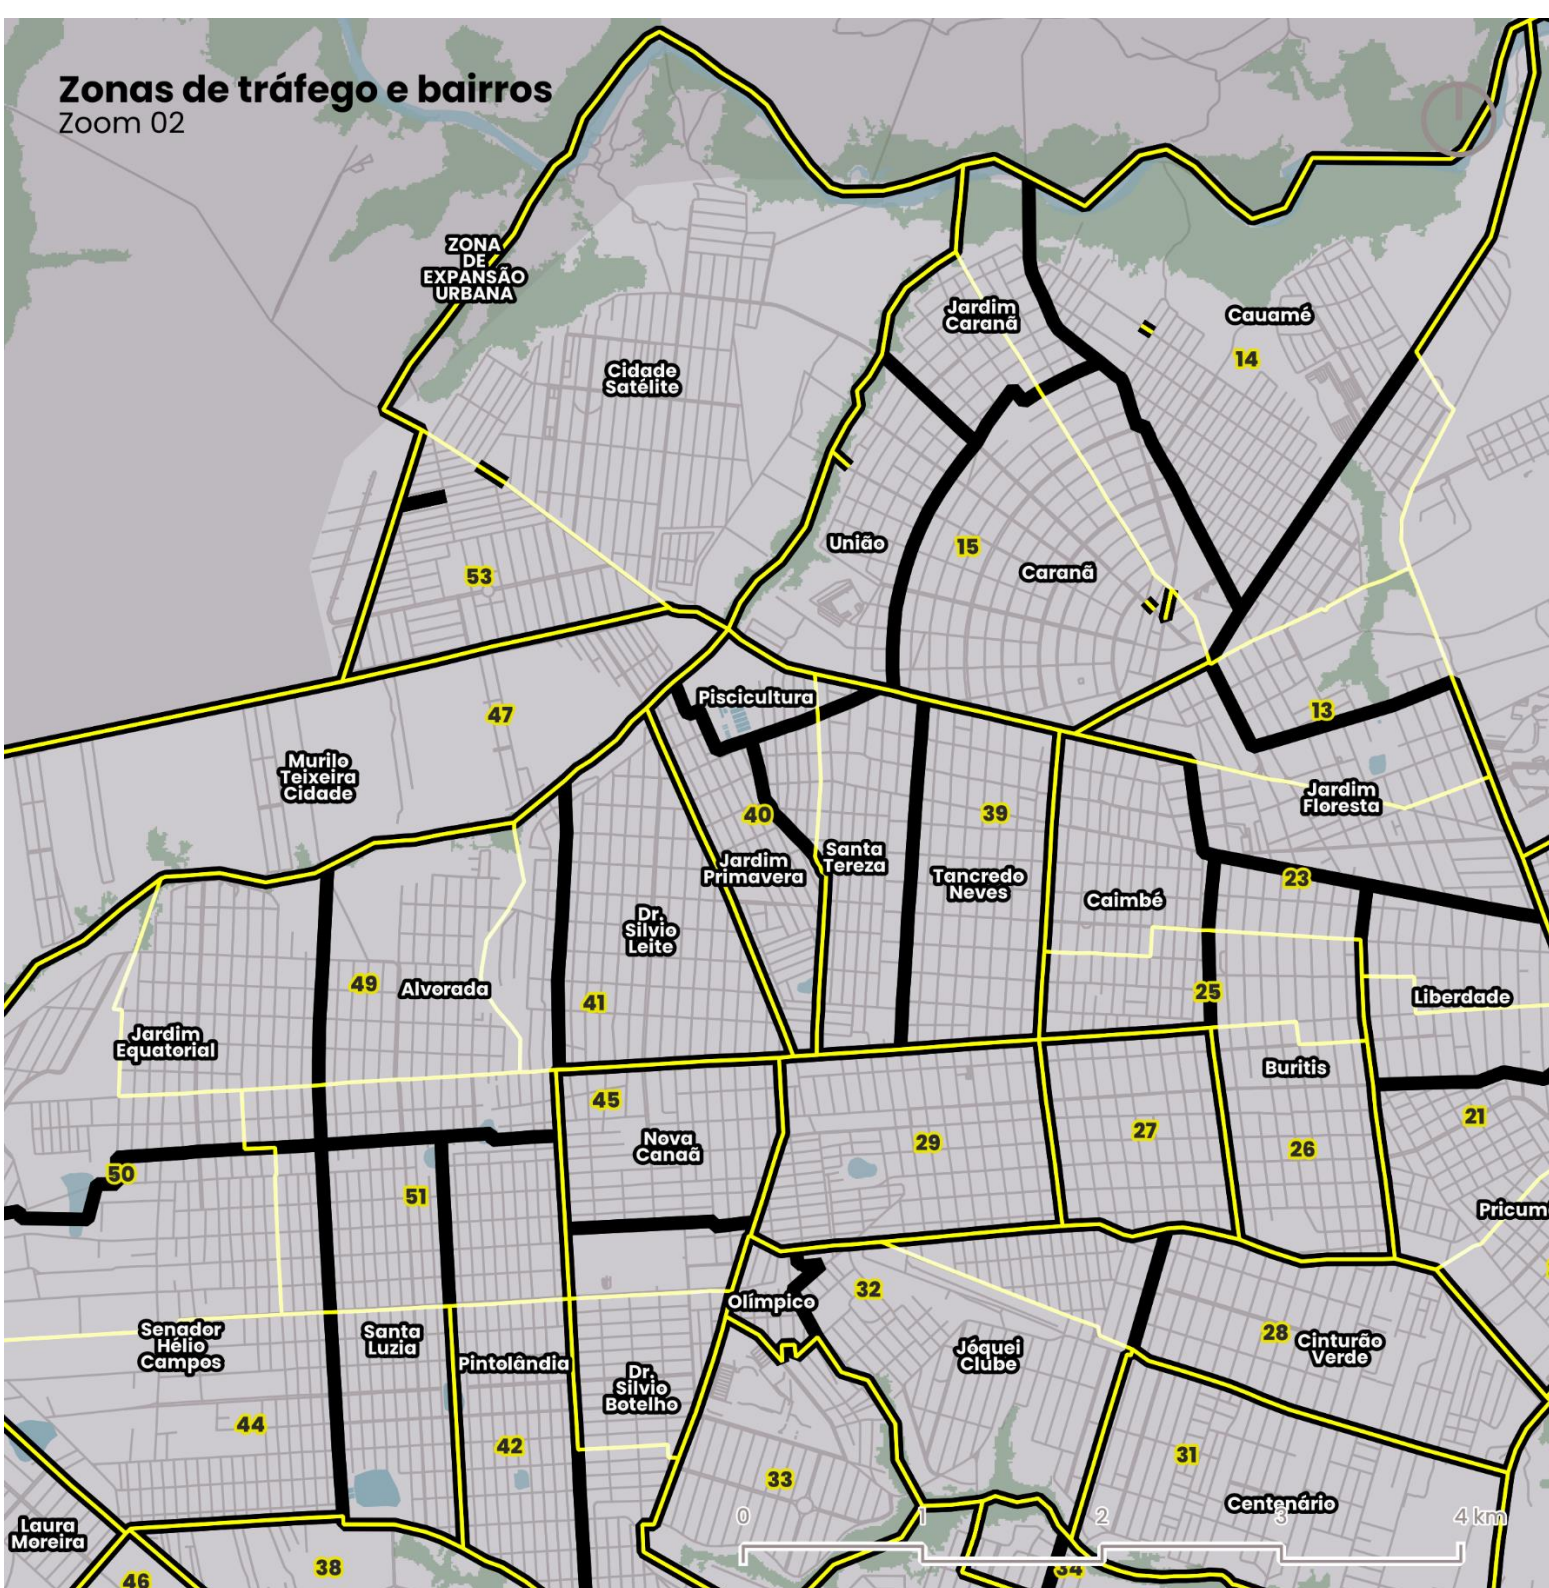 Zonas de tráfego e bairros
Zoom 02
ZONA
DE
EXPANSÃO
URBANA
Jardim
Caranã
Cauamé
14
Cidade
Satélite
União
15
Caranã
53
Piscicultura
13
47
Murilo
Teixeira
Cidade
Jardim
Floresta
40
39
Santa
Tereza
Jardim
Primavera
Tancredo
Neves
23
Caimbé
Dr.
Silvio
Leite
49
Alvorada
41
25
Liberdade
Jardim
Equatorial
Buritis
45
21
Nova
Canaã
29
27
26
50
51
Pricum
32
Olímpico
Senador
Hélio
Campos
Santa
Luzia
Pintolândia
Jóquei
Clube
28
Cinturão
Verde
Dr.
Silvio
Botelho
44
42
33
31
Centenário
0
1
2
3
4 km
Laura
Moreira
46
38
34